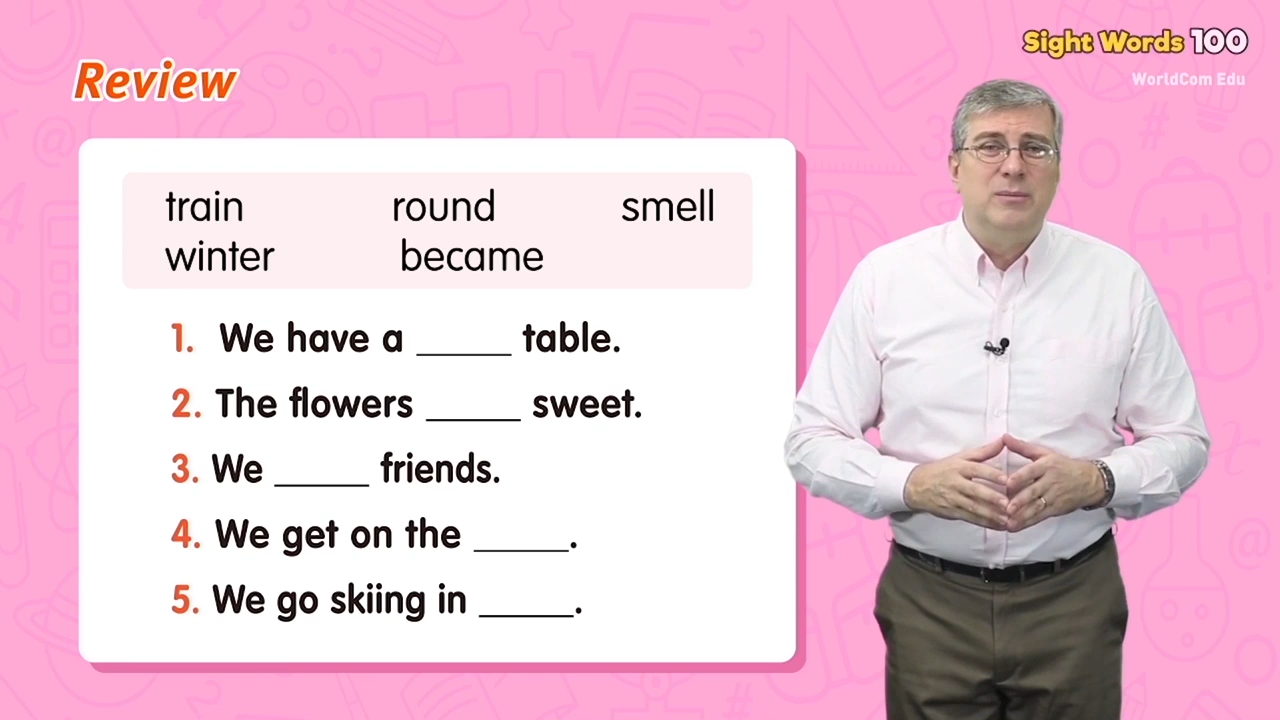 Sight Words 100
WorldCom Edu
Review
train round smell
winter became
1. We have a _____ table.
2. The flowers _____ sweet.
3. We _____ friends.
4. We get on the _____.
5. We go skiing in _____.